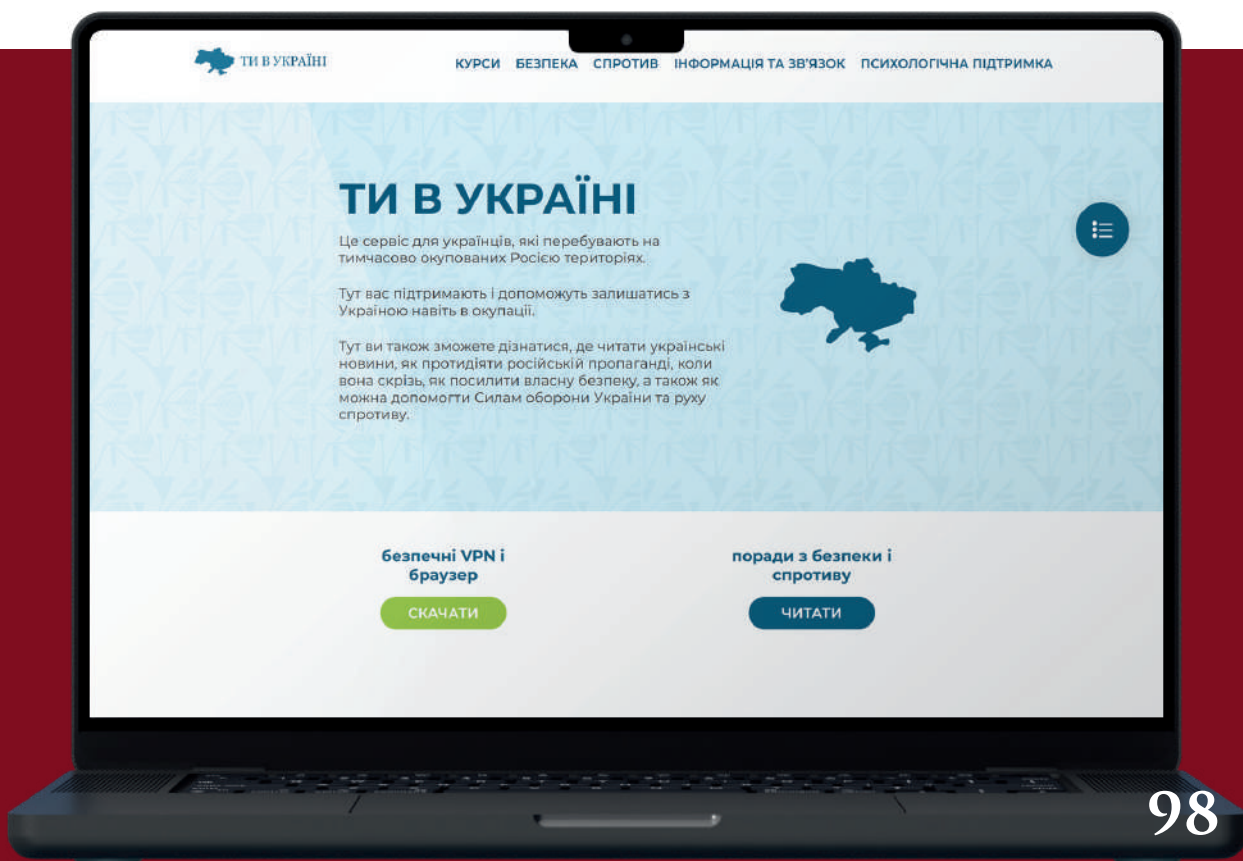 ТИ В УКРАЇНІ
КУРСИ БЕЗПЕКА СПРОТИВ ІНФОРМАЦІЯ ТА ЗВ'ЯЗОК ПСИХОЛОГІЧНА ПІДТРИМКА
ТИ В УКРАЇНІ
Це сервіс для українців, які перебувають на
тимчасово окупованих Росією територіях.
Тут вас підтримають і допоможуть залишатись з
Україною навіть в окупації.
Тут ви також зможете дізнатися, де читати українські
новини, як протидіяти російській пропаганді, коли
вона скрізь, як посилити власну безпеку, а також як
можна допомогти Силам оборони України та руху
спротиву.
безпечні VPN і
браузер
СКАЧАТИ
поради з безпеки і
спротиву
ЧИТАТИ
98